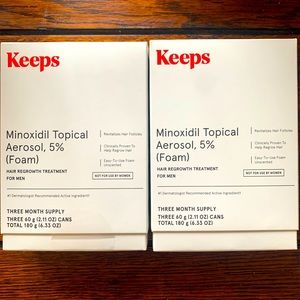 Keeps
Minoxidil Topical
Aerosol, 5%
(Foam)
HAIR REGROWTH TREATMENT
FOR MEN
Revitalizes Hair Follicles
Clinically Proven To
Help Regrow Hair
Easy-To-Use Foam
Unscented
NOT FOR USE BY WOMEN
#1 Dermatologist Recommended Active Ingredient†
THREE MONTH SUPPLY
THREE 60 g (2.11 OZ) CANS
TOTAL 180 g (6.33 OZ)
Keeps
Minoxidil Topical
Aerosol, 5%
(Foam)
HAIR REGROWTH TREATMENT
FOR MEN
Revitalizes Hair Follicles
Clinically Proven To
Help Regrow Hair
Easy-To-Use Foam
Unscented
NOT FOR USE BY WOMEN
#1 Dermatologist Recommended Active Ingredient†
THREE MONTH SUPPLY
THREE 60 g (2.11 OZ) CANS
TOTAL 180 g (6.33 OZ)